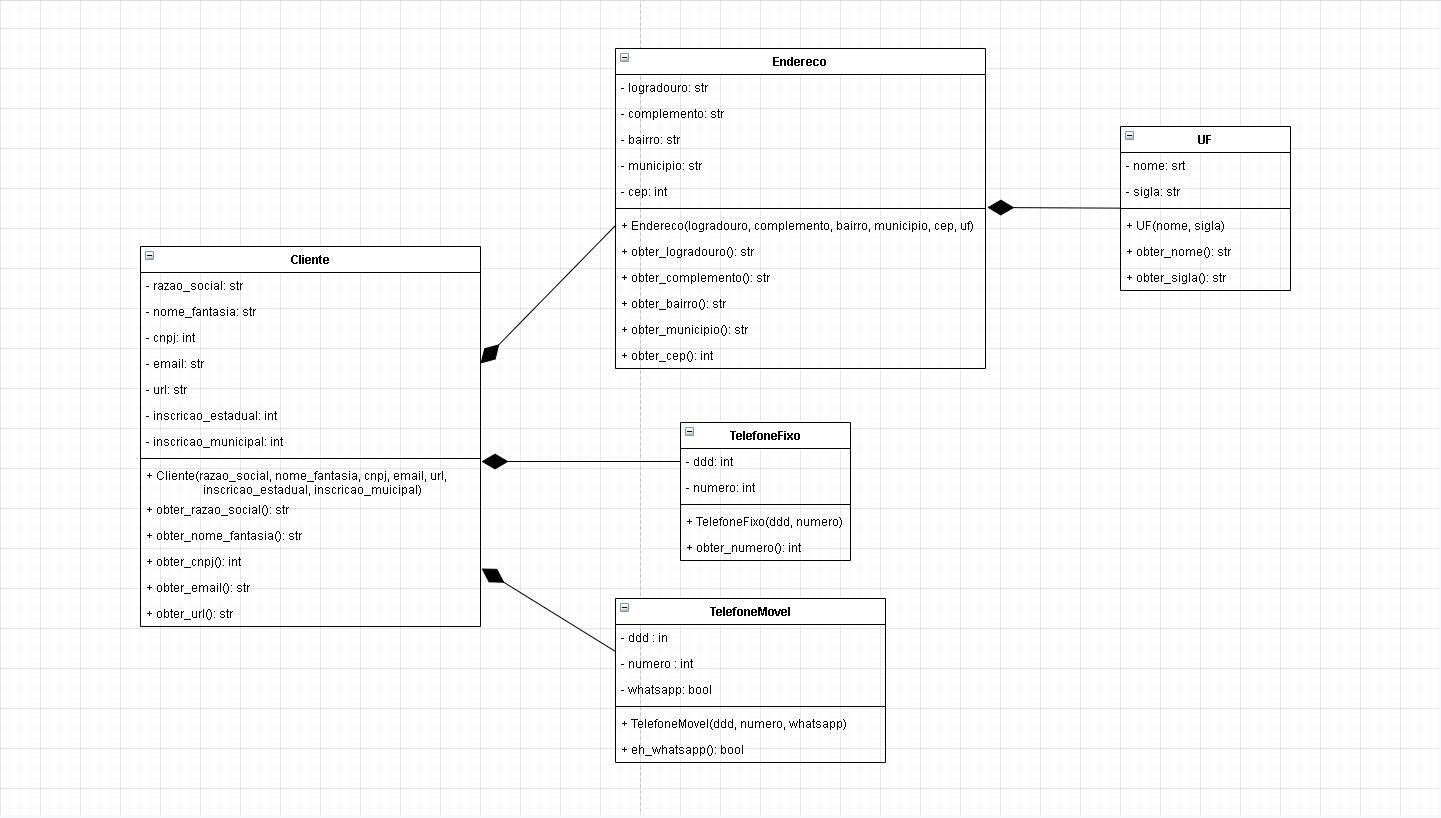 Endereco
- logradouro: str
- complemento: str
- bairro: str
- municipio: str
- cep: int
+ Endereco(logradouro, complemento, bairro, municipio, cep, uf)
+ obter_logradouro(): str
+ obter_complemento(): str
+ obter_bairro(): str
+ obter_municipio(): str
+ obter_cep(): int
UF
- nome: srt
- sigla: str
+ UF(nome, sigla)
+ obter_nome(): str
+ obter_sigla(): str
Cliente
- razao_social: str
- nome_fantasia: str
- cnpj: int
- email: str
- url: str
- inscricao_estadual: int
- inscricao_municipal: int
+ Cliente(razao_social, nome_fantasia, cnpj, email, url,
inscricao_estadual, inscricao_muicipal)
+ obter_razao_social(): str
+ obter_nome_fantasia(): str
+ obter_cnpj(): int
+ obter_email(): str
+ obter_url(): str
TelefoneFixo
- ddd: int
- numero: int
+ TelefoneFixo(ddd, numero)
+ obter_numero(): int
TelefoneMovel
- ddd : in
- numero : int
- whatsapp: bool
+ TelefoneMovel(ddd, numero, whatsapp)
+ eh_whatsapp(): bool